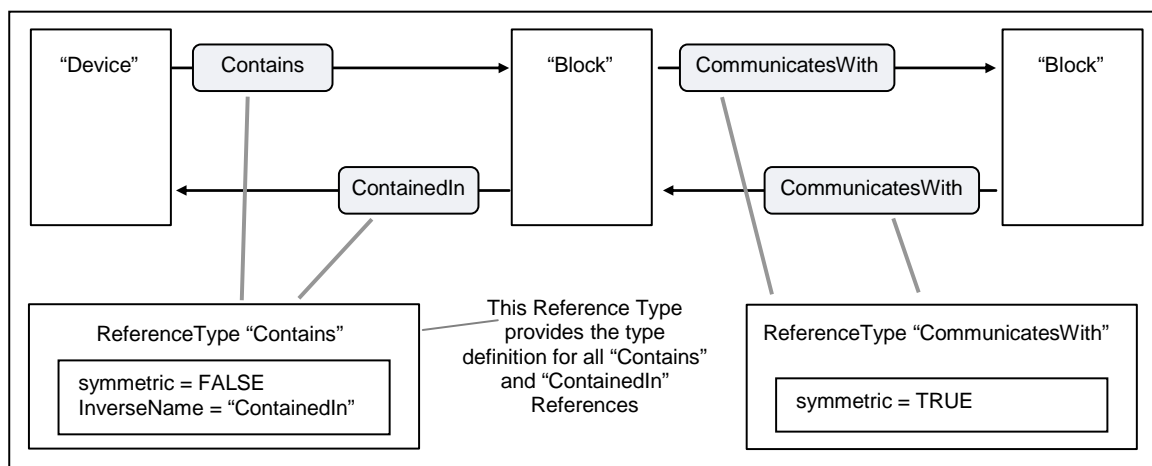 “Device”
Contains
“Block”
CommunicatesWith
“Block”
ContainedIn
CommunicatesWith
ReferenceType “Contains”
symmetric = FALSE
InverseName = “ContainedIn”
This Reference Type
provides the type
definition for all “Contains”
and “ContainedIn”
References
ReferenceType “CommunicatesWith”
symmetric = TRUE